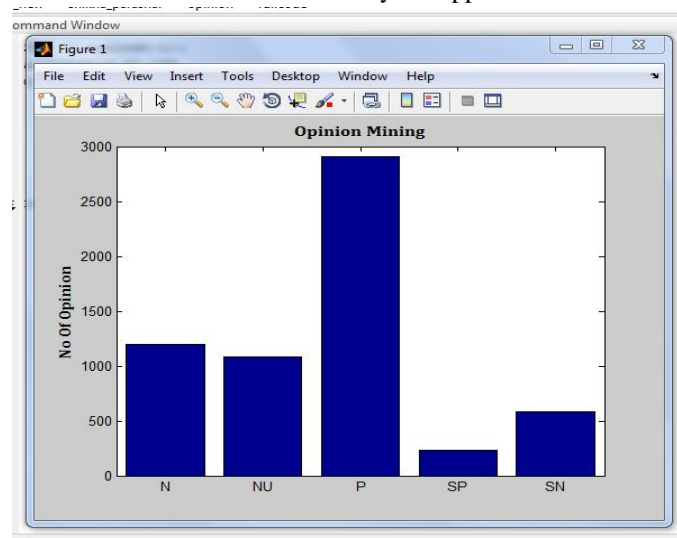 ommand Window
Figure 1
File Edit View Insert Tools Desktop Window Help
Opinion Mining
No Of Opinion
3000
2500
2000
1500
1000
500
0
N NU P SP SN